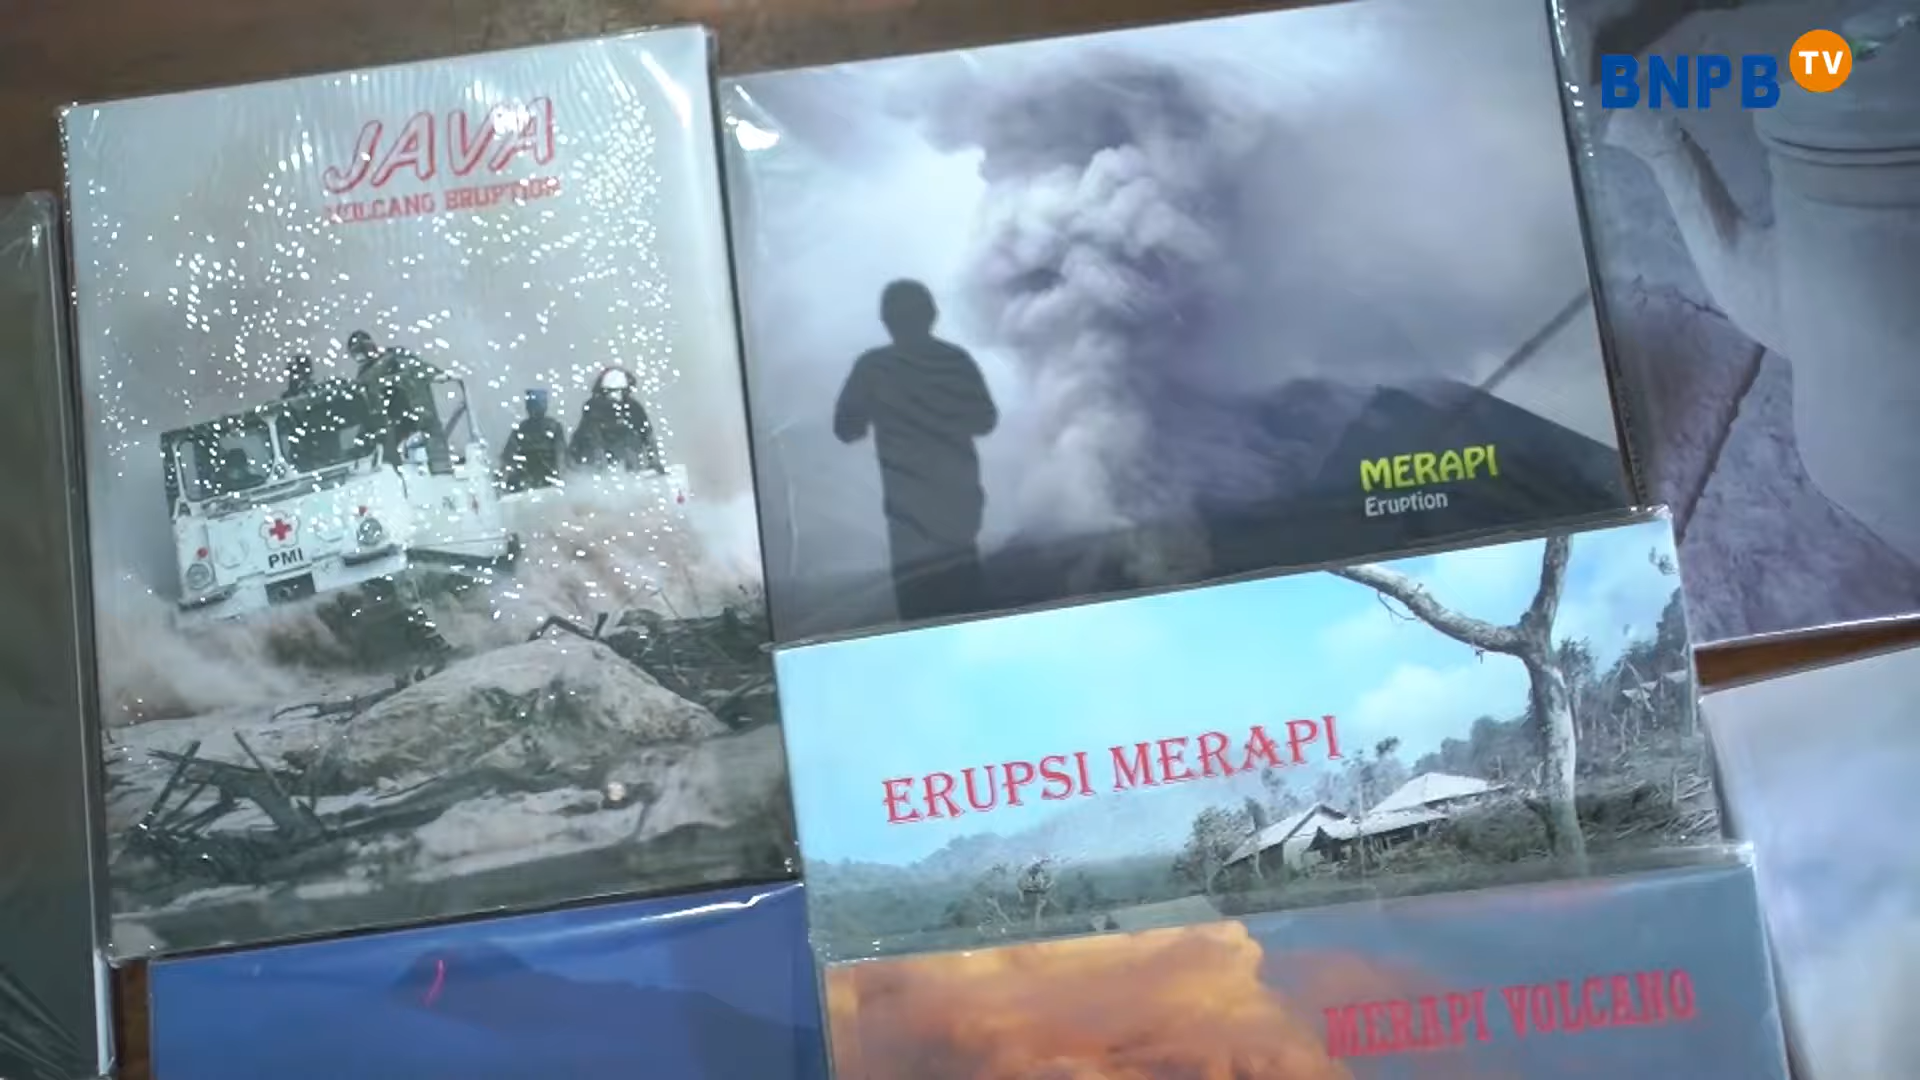 BNPB TV
JAVA
VOLCANO ERUPTION
PMI
MERAPI
Eruption
ERUPSI MERAPI
MERAPI VOLCANO